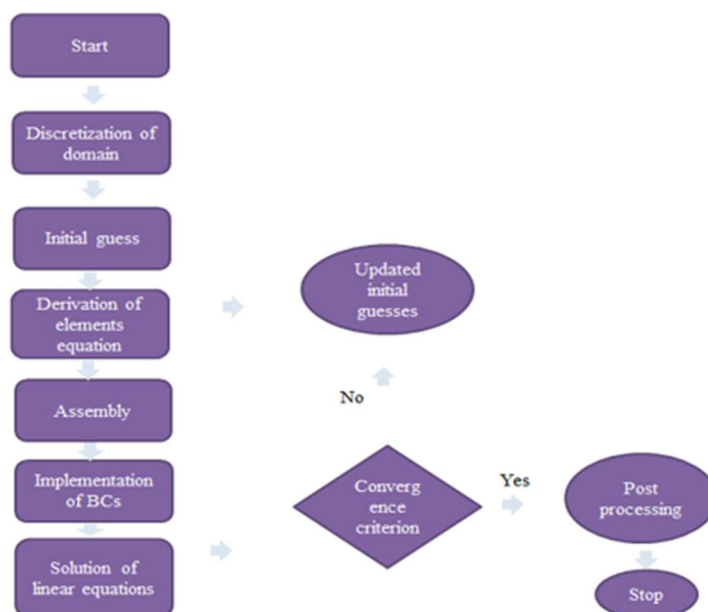 Start
Discretization of
domain
Initial guess
Derivation of
elements
equation
Assembly
Implementation
of BCs
Solution of
linear equations
Updated
initial
guesses
No
Converg
ence
criterion
Yes
Post
processing
Stop